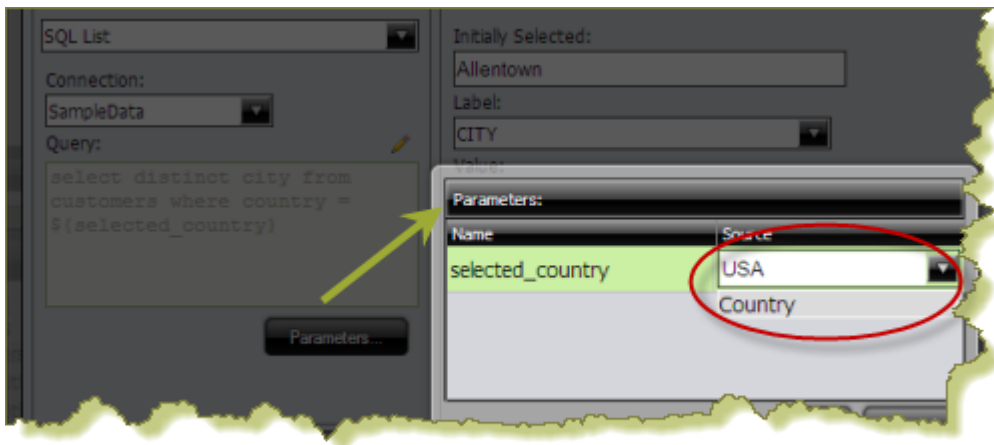 SQL List
Connection:
SampleData
Query:
select distinct city from
customers where country =
${selected_country}
Parameters...
Initially Selected:
Allentown
Label:
CITY
Value:
Parameters:
Name Source
selected_country USA
Country